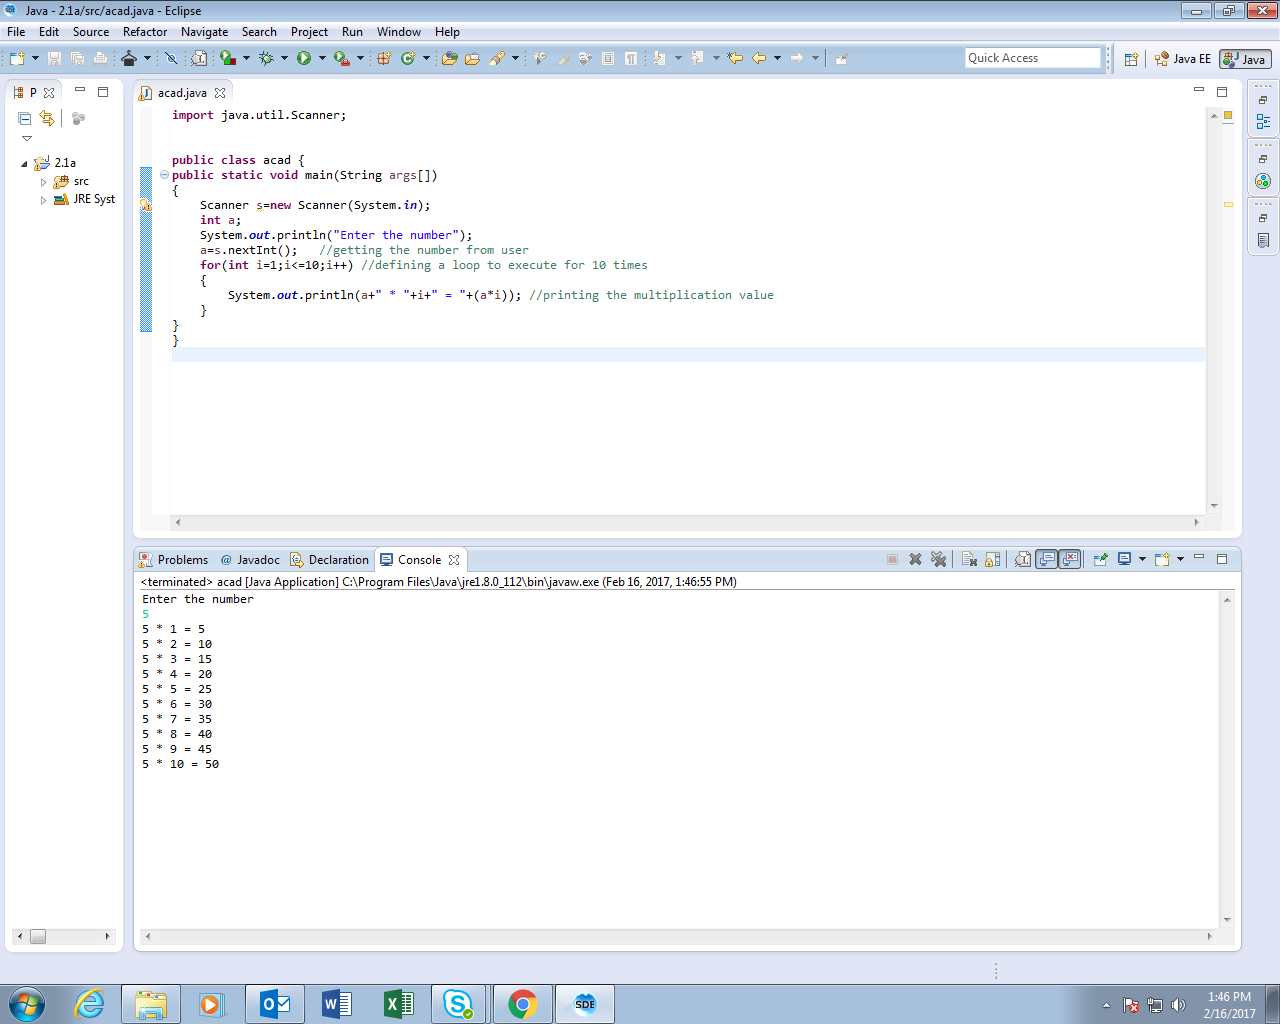 Java - 2.1a/src/acad.java - Eclipse
File Edit Source Refactor Navigate Search Project Run Window Help
Quick Access
Java EE
Java
P
acad.java
2.1a
src
JRE Syst
import java.util.Scanner;
public class acad {
public static void main(String args[])
{
Scanner s=new Scanner(System.in);
int a;
System.out.println("Enter the number");
a=s.nextInt();   //getting the number from user
for(int i=1;i<=10;i++) //defining a loop to execute for 10 times
{
System.out.println(a+" * "+i+" = "+(a*i)); //printing the multiplication value
}
}
}
Problems @ Javadoc Declaration Console
<terminated> acad [Java Application] C:\Program Files\Java\jre1.8.0_112\bin\javaw.exe (Feb 16, 2017, 1:46:55 PM)
Enter the number
5
5 * 1 = 5
5 * 2 = 10
5 * 3 = 15
5 * 4 = 20
5 * 5 = 25
5 * 6 = 30
5 * 7 = 35
5 * 8 = 40
5 * 9 = 45
5 * 10 = 50
SDE
1:46 PM
2/16/2017